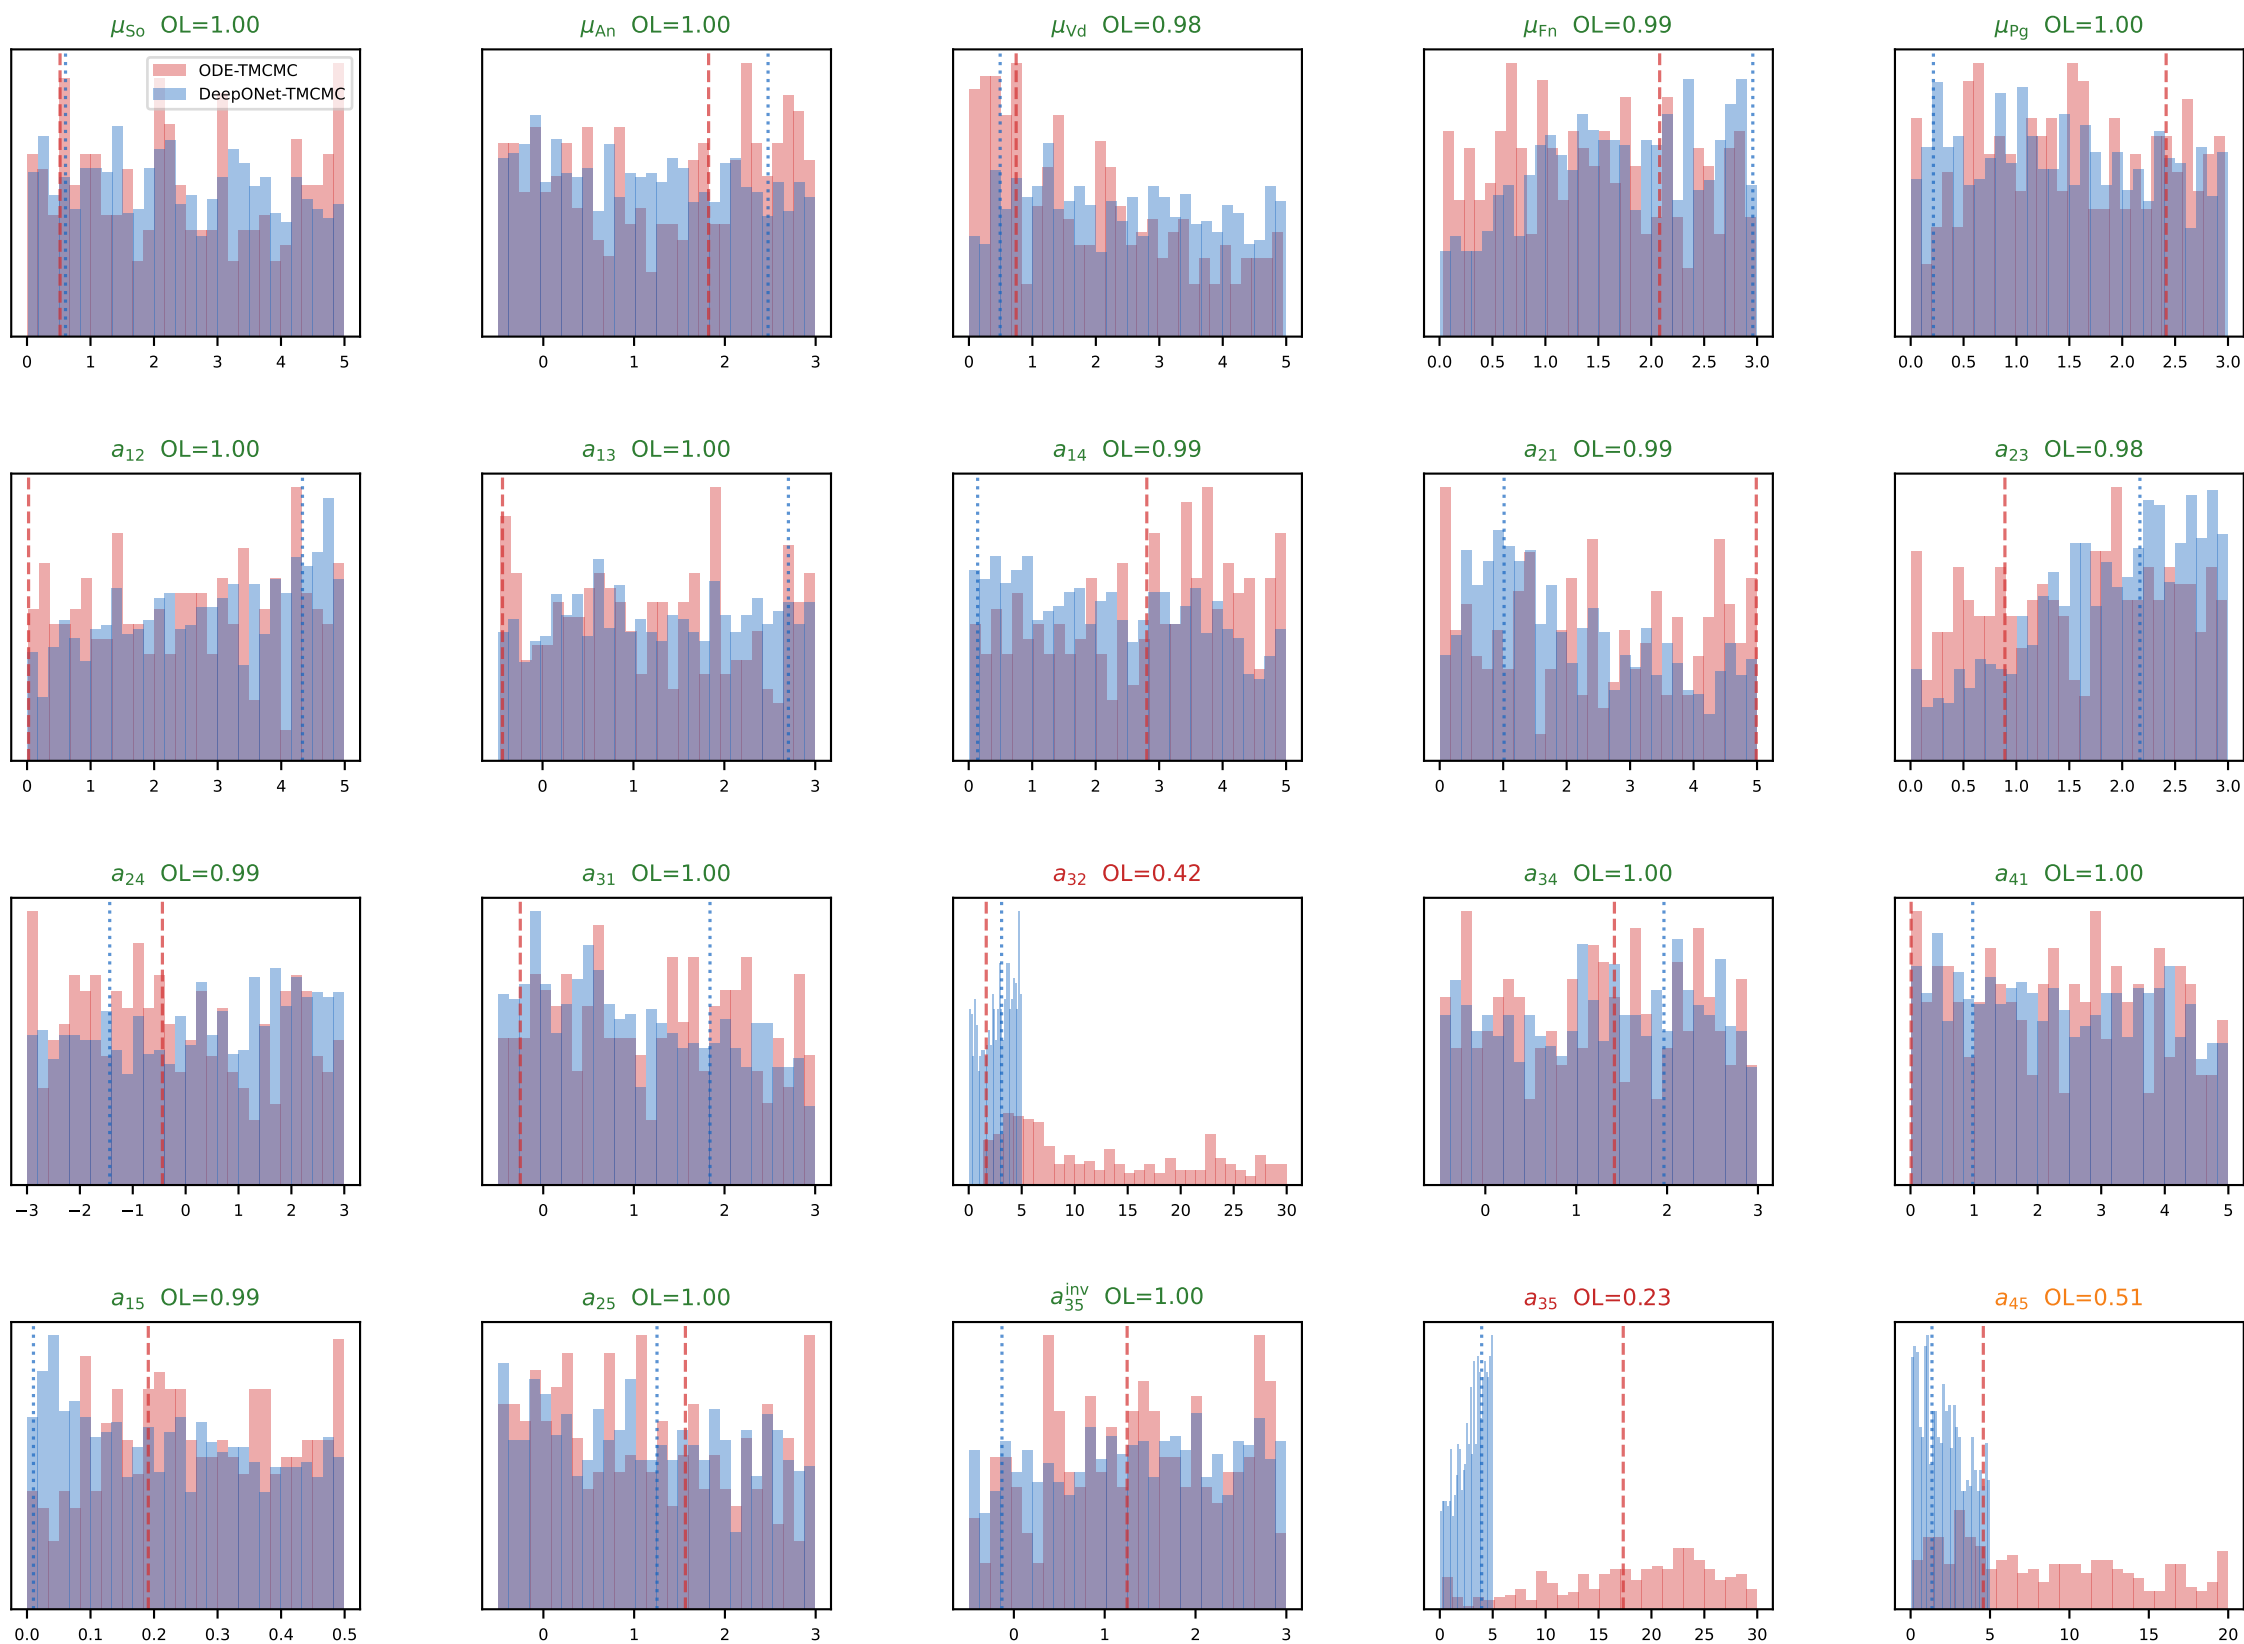 μSo OL=1.00
μAn OL=1.00
μVd OL=0.98
μFn OL=0.99
μPg OL=1.00
ODE-TMCMC
DeepONet-TMCMC
0 1 2 3 4 5
0 1 2 3
0 1 2 3 4 5
0.0 0.5 1.0 1.5 2.0 2.5 3.0
0.0 0.5 1.0 1.5 2.0 2.5 3.0
a12 OL=1.00
a13 OL=1.00
a14 OL=0.99
a21 OL=0.99
a23 OL=0.98
0 1 2 3 4 5
0 1 2 3
0 1 2 3 4 5
0 1 2 3 4 5
0.0 0.5 1.0 1.5 2.0 2.5 3.0
a24 OL=0.99
a31 OL=1.00
a32 OL=0.42
a34 OL=1.00
a41 OL=1.00
−3 −2 −1 0 1 2 3
0 1 2 3
0 5 10 15 20 25 30
0 1 2 3
0 1 2 3 4 5
a15 OL=0.99
a25 OL=1.00
a35inv OL=1.00
a35 OL=0.23
a45 OL=0.51
0.0 0.1 0.2 0.3 0.4 0.5
0 1 2 3
0 1 2 3
0 5 10 15 20 25 30
0 5 10 15 20